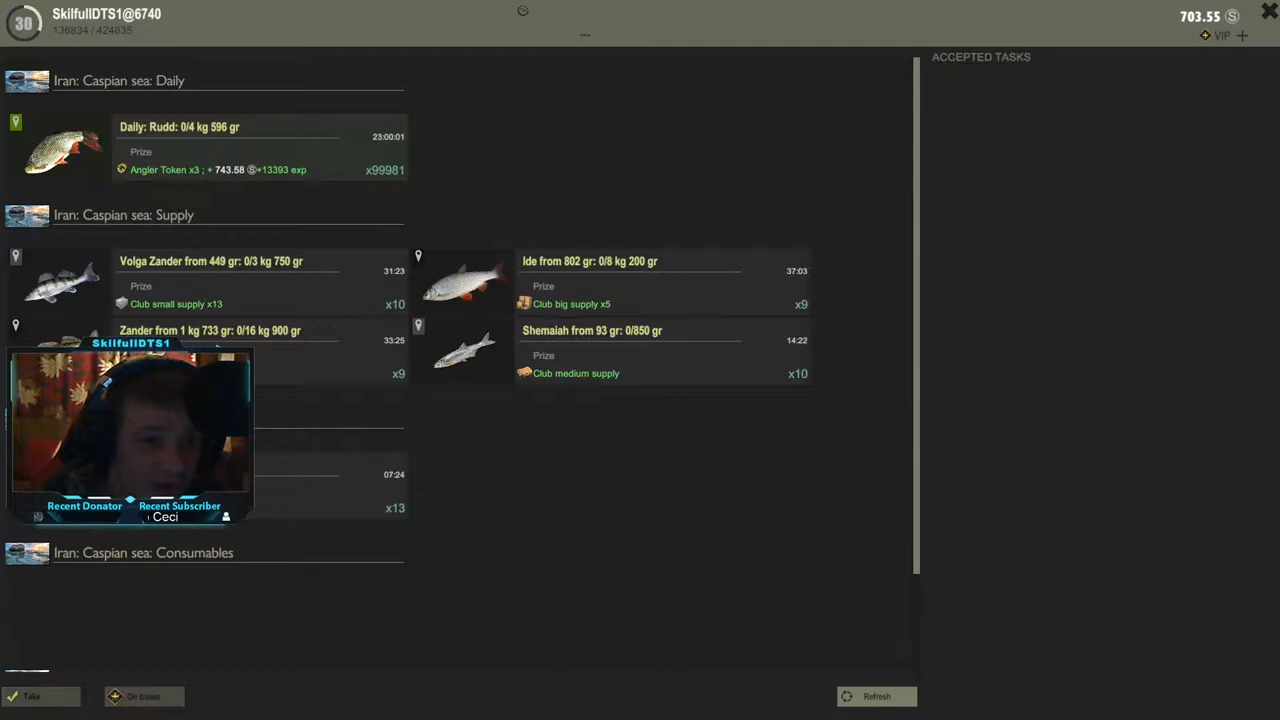 30
SkilfullDTS1@6740
136834 / 424835
703.55 S
VIP
ACCEPTED TASKS
Iran: Caspian sea: Daily
Daily: Rudd: 0/4 kg 596 gr
23:00:01
Prize
Angler Token x3 ; + 743.58 S+13393 exp
x99981
Iran: Caspian sea: Supply
Volga Zander from 449 gr: 0/3 kg 750 gr
31:23
Prize
Club small supply x13
x10
Ide from 802 gr: 0/8 kg 200 gr
37:03
Prize
Club big supply x5
x9
Zander from 1 kg 733 gr: 0/16 kg 900 gr
33:25
x9
Shemaiah from 93 gr: 0/850 gr
14:22
Prize
Club medium supply
x10
SkilfullDTS1
07:24
x13
Recent Donator
Recent Subscriber
Ceci
Iran: Caspian sea: Consumables
Take
On bases
Refresh